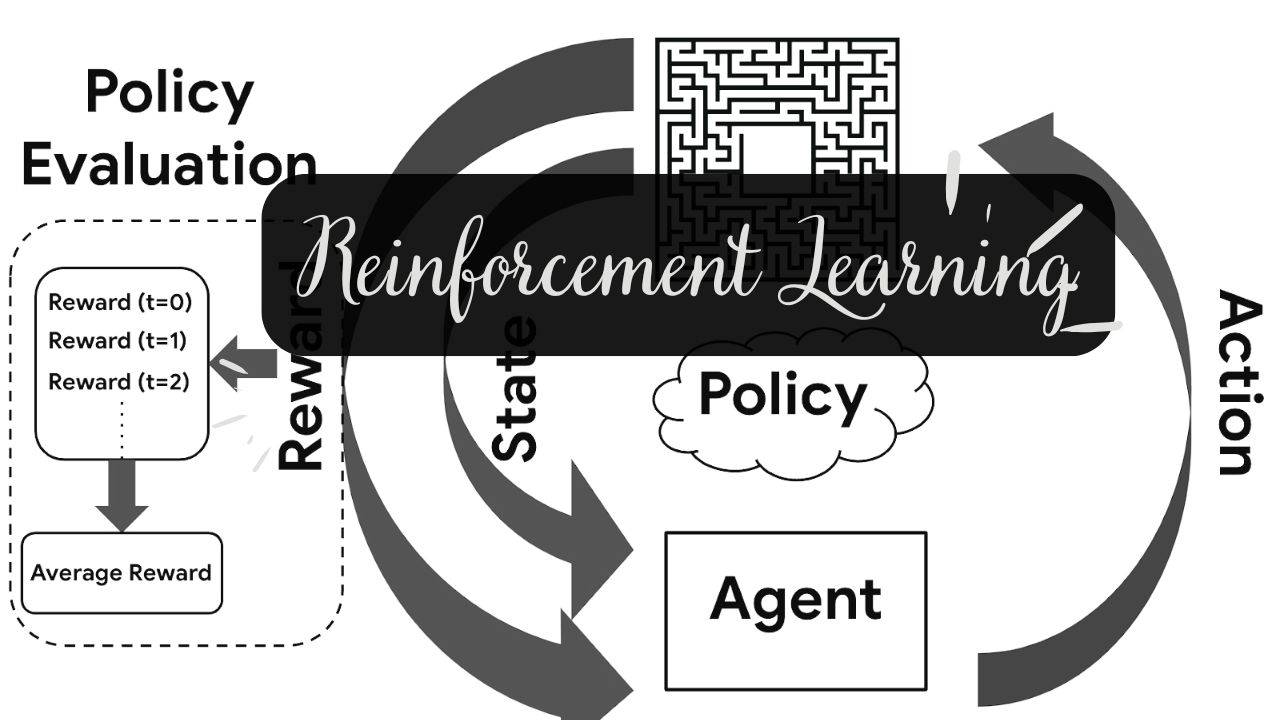 Policy
Evaluation
Reinforcement Learning
Reward (t=0)
Reward (t=1)
Reward (t=2)
Average Reward
Reward
State
Policy
Agent
Action